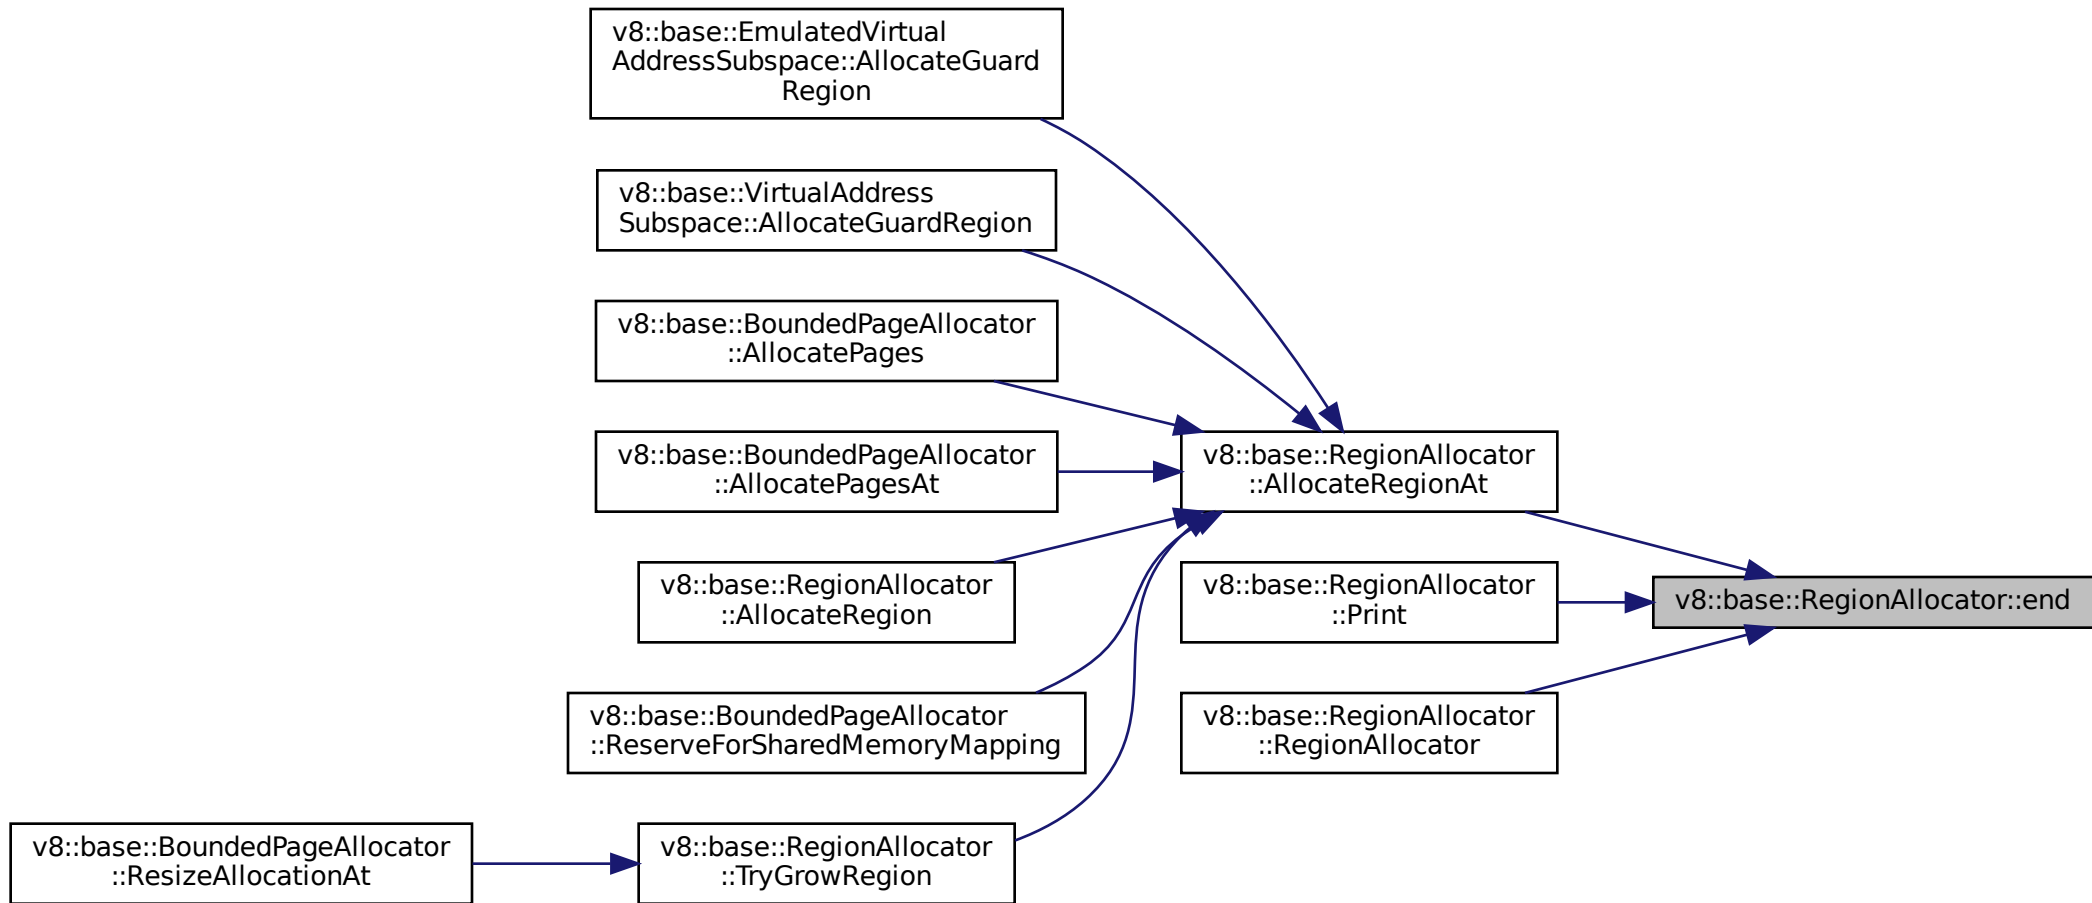 v8::base::EmulatedVirtual
AddressSubspace::AllocateGuard
Region
v8::base::VirtualAddress
Subspace::AllocateGuardRegion
v8::base::BoundedPageAllocator
::AllocatePages
v8::base::BoundedPageAllocator
::AllocatePagesAt
v8::base::RegionAllocator
::AllocateRegionAt
v8::base::RegionAllocator
::AllocateRegion
v8::base::RegionAllocator
::Print
v8::base::RegionAllocator::end
v8::base::BoundedPageAllocator
::ReserveForSharedMemoryMapping
v8::base::RegionAllocator
::RegionAllocator
v8::base::BoundedPageAllocator
::ResizeAllocationAt
v8::base::RegionAllocator
::TryGrowRegion